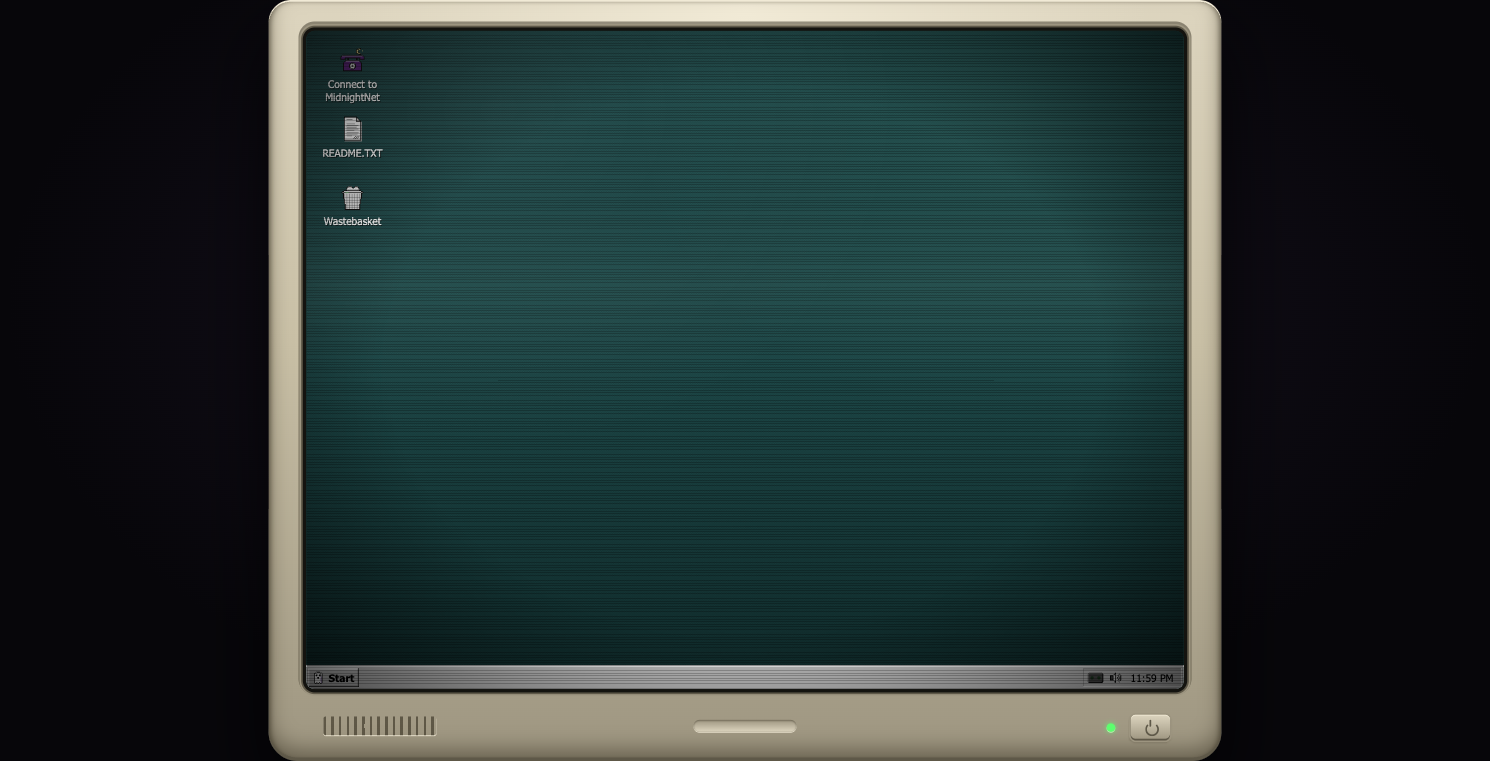 Connect to
MidnightNet
README.TXT
Wastebasket
Start
11:59 PM